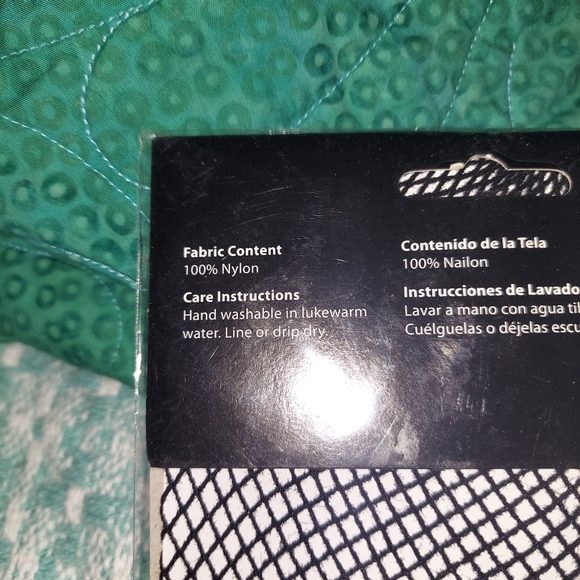 Fabric Content
100% Nylon
Care Instructions
Hand washable in lukewarm
water. Line or drip dry.
Contenido de la Tela
100% Nailon
Instrucciones de Lavado
Lavar a mano con agua
Cuélguelas o déjelas